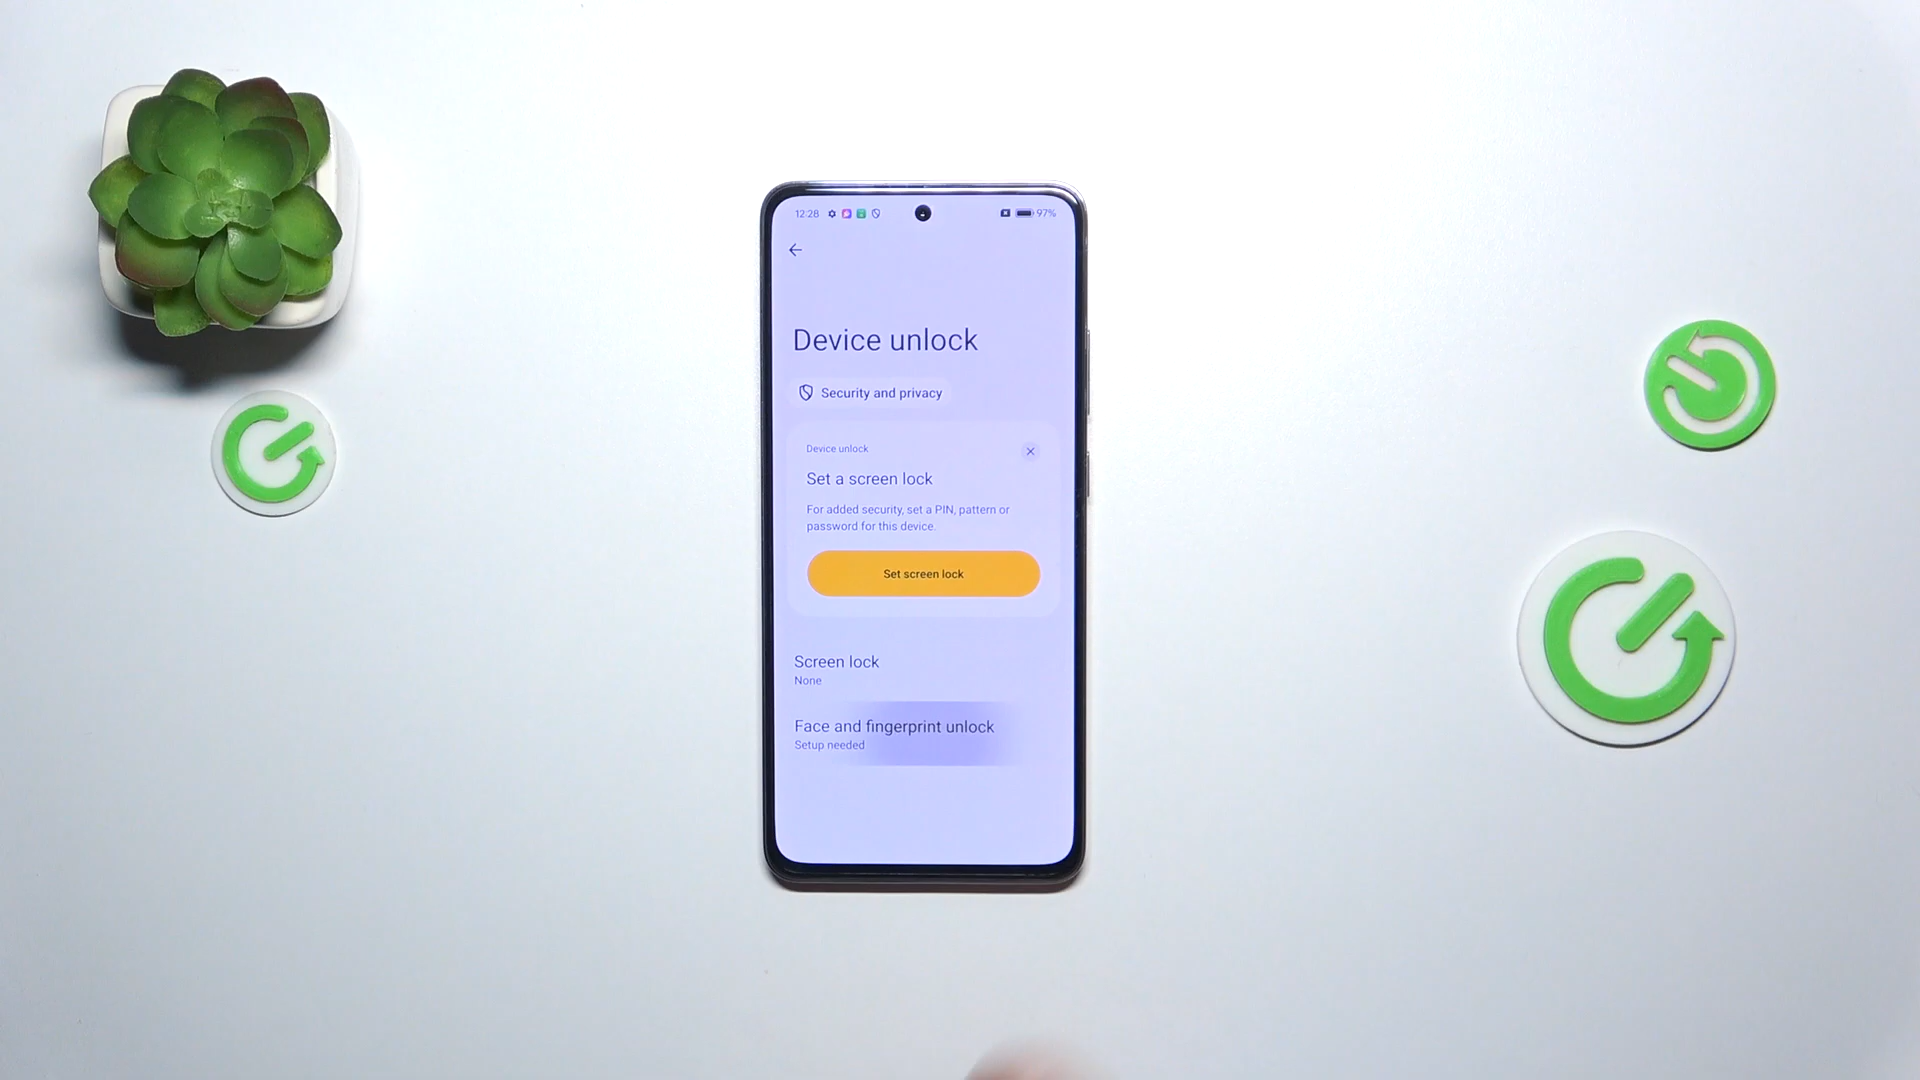 12:28 97%
Device unlock
Security and privacy
Device unlock
Set a screen lock
For added security, set a PIN, pattern or
password for this device.
Set screen lock
Screen lock
None
Face and fingerprint unlock
Setup needed